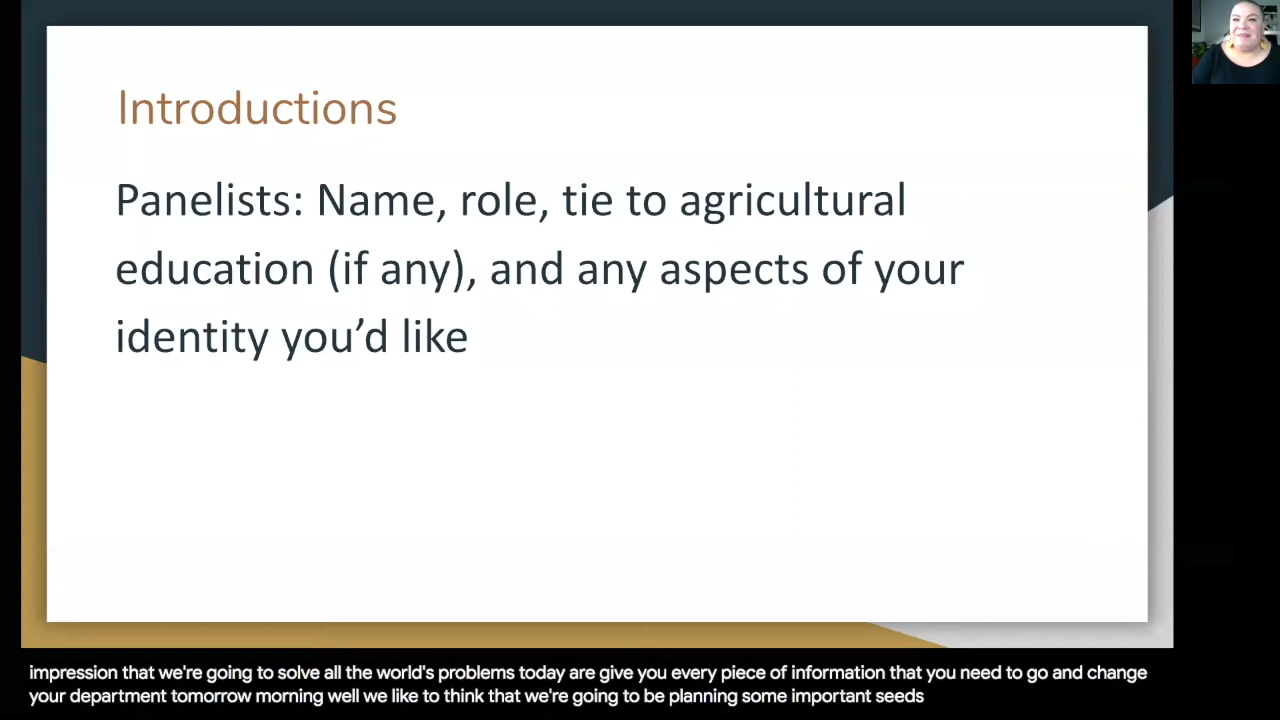 Introductions
Panelists: Name, role, tie to agricultural
education (if any), and any aspects of your
identity you’d like
impression that we're going to solve all the world's problems today are give you every piece of information that you need to go and change
your department tomorrow morning well we like to think that we're going to be planning some important seeds